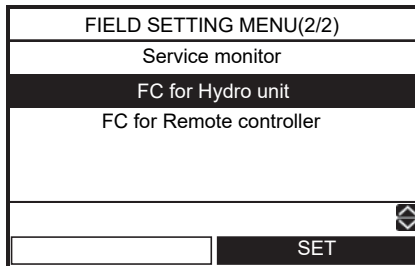 FIELD SETTING MENU(2/2)
Service monitor
FC for Hydro unit
FC for Remote controller
SET